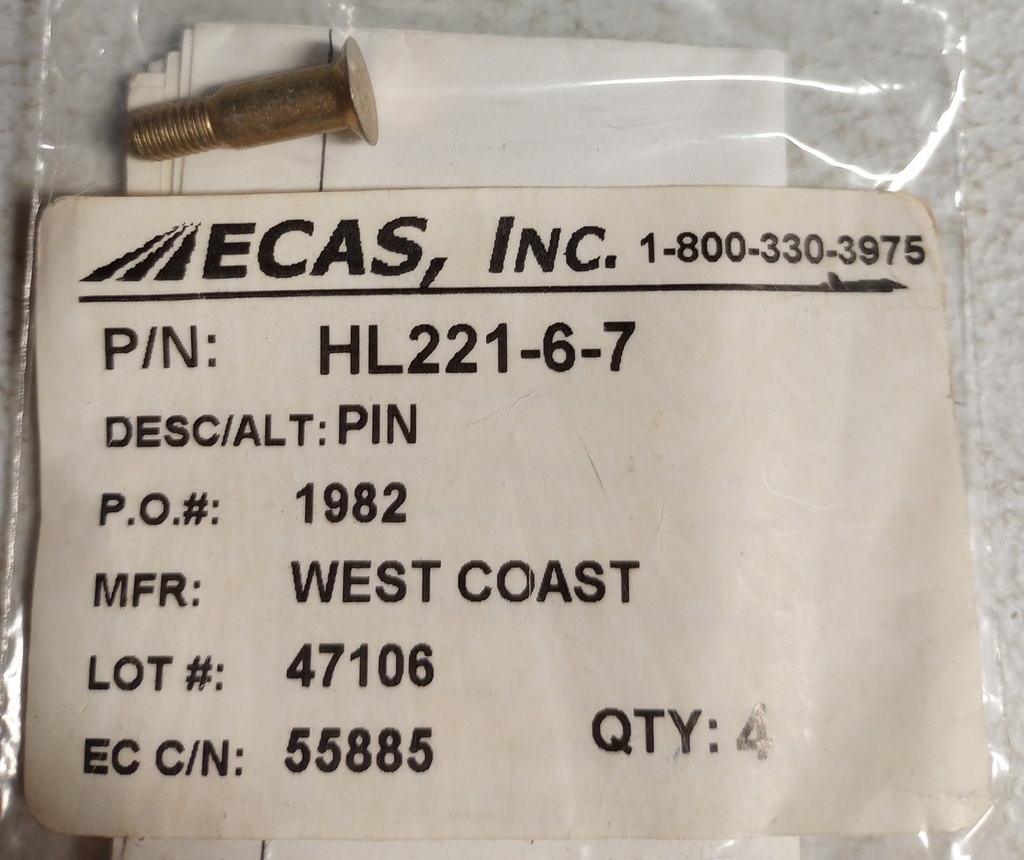 ECAS, INC. 1-800-330-3975
P/N: HL221-6-7
DESC/ALT: PIN
P.O.#: 1982
MFR: WEST COAST
LOT #: 47106
EC C/N: 55885
QTY: 4